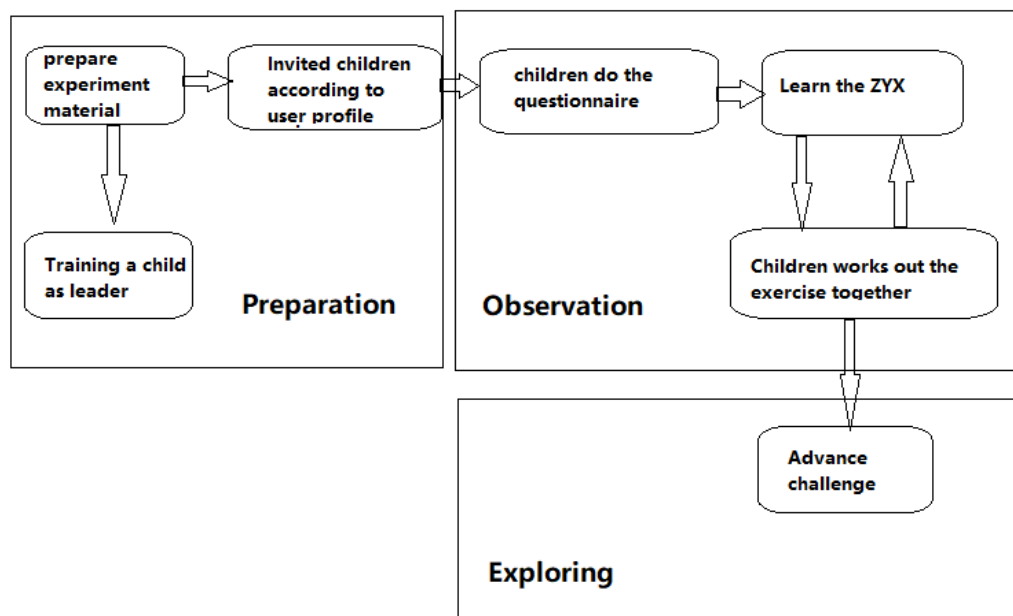 prepare
experiment
material
Invited children
according to
user profile
children do the
questionnaire
Learn the ZYX
Training a child
as leader
Preparation
Observation
Children works out the
exercise together
Advance
challenge
Exploring